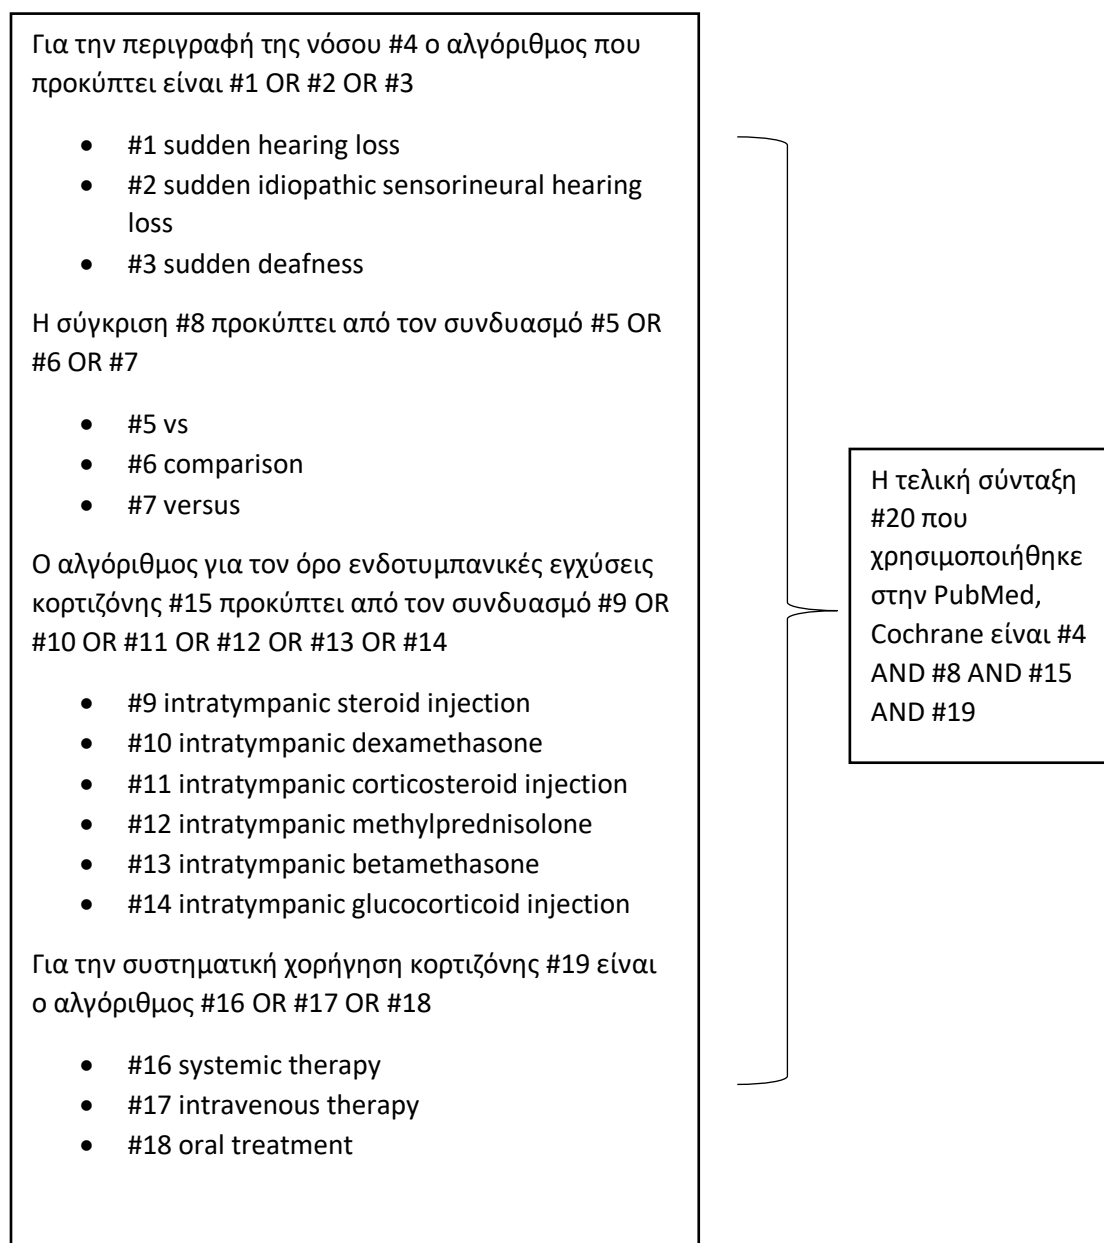 Για την περιγραφή της νόσου #4 ο αλγόριθμος που
προκύπτει είναι #1 OR #2 OR #3
• #1 sudden hearing loss
• #2 sudden idiopathic sensorineural hearing
loss
• #3 sudden deafness
Η σύγκριση #8 προκύπτει από τον συνδυασμό #5 OR
#6 OR #7
• #5 vs
• #6 comparison
• #7 versus
Ο αλγόριθμος για τον όρο ενδοτυμπανικές εγχύσεις
κορτιζόνης #15 προκύπτει από τον συνδυασμό #9 OR
#10 OR #11 OR #12 OR #13 OR #14
• #9 intratympanic steroid injection
• #10 intratympanic dexamethasone
• #11 intratympanic corticosteroid injection
• #12 intratympanic methylprednisolone
• #13 intratympanic betamethasone
• #14 intratympanic glucocorticoid injection
Για την συστηματική χορήγηση κορτιζόνης #19 είναι
ο αλγόριθμος #16 OR #17 OR #18
• #16 systemic therapy
• #17 intravenous therapy
• #18 oral treatment
Η τελική σύνταξη
#20 που
χρησιμοποιήθηκε
στην PubMed,
Cochrane είναι #4
AND #8 AND #15
AND #19